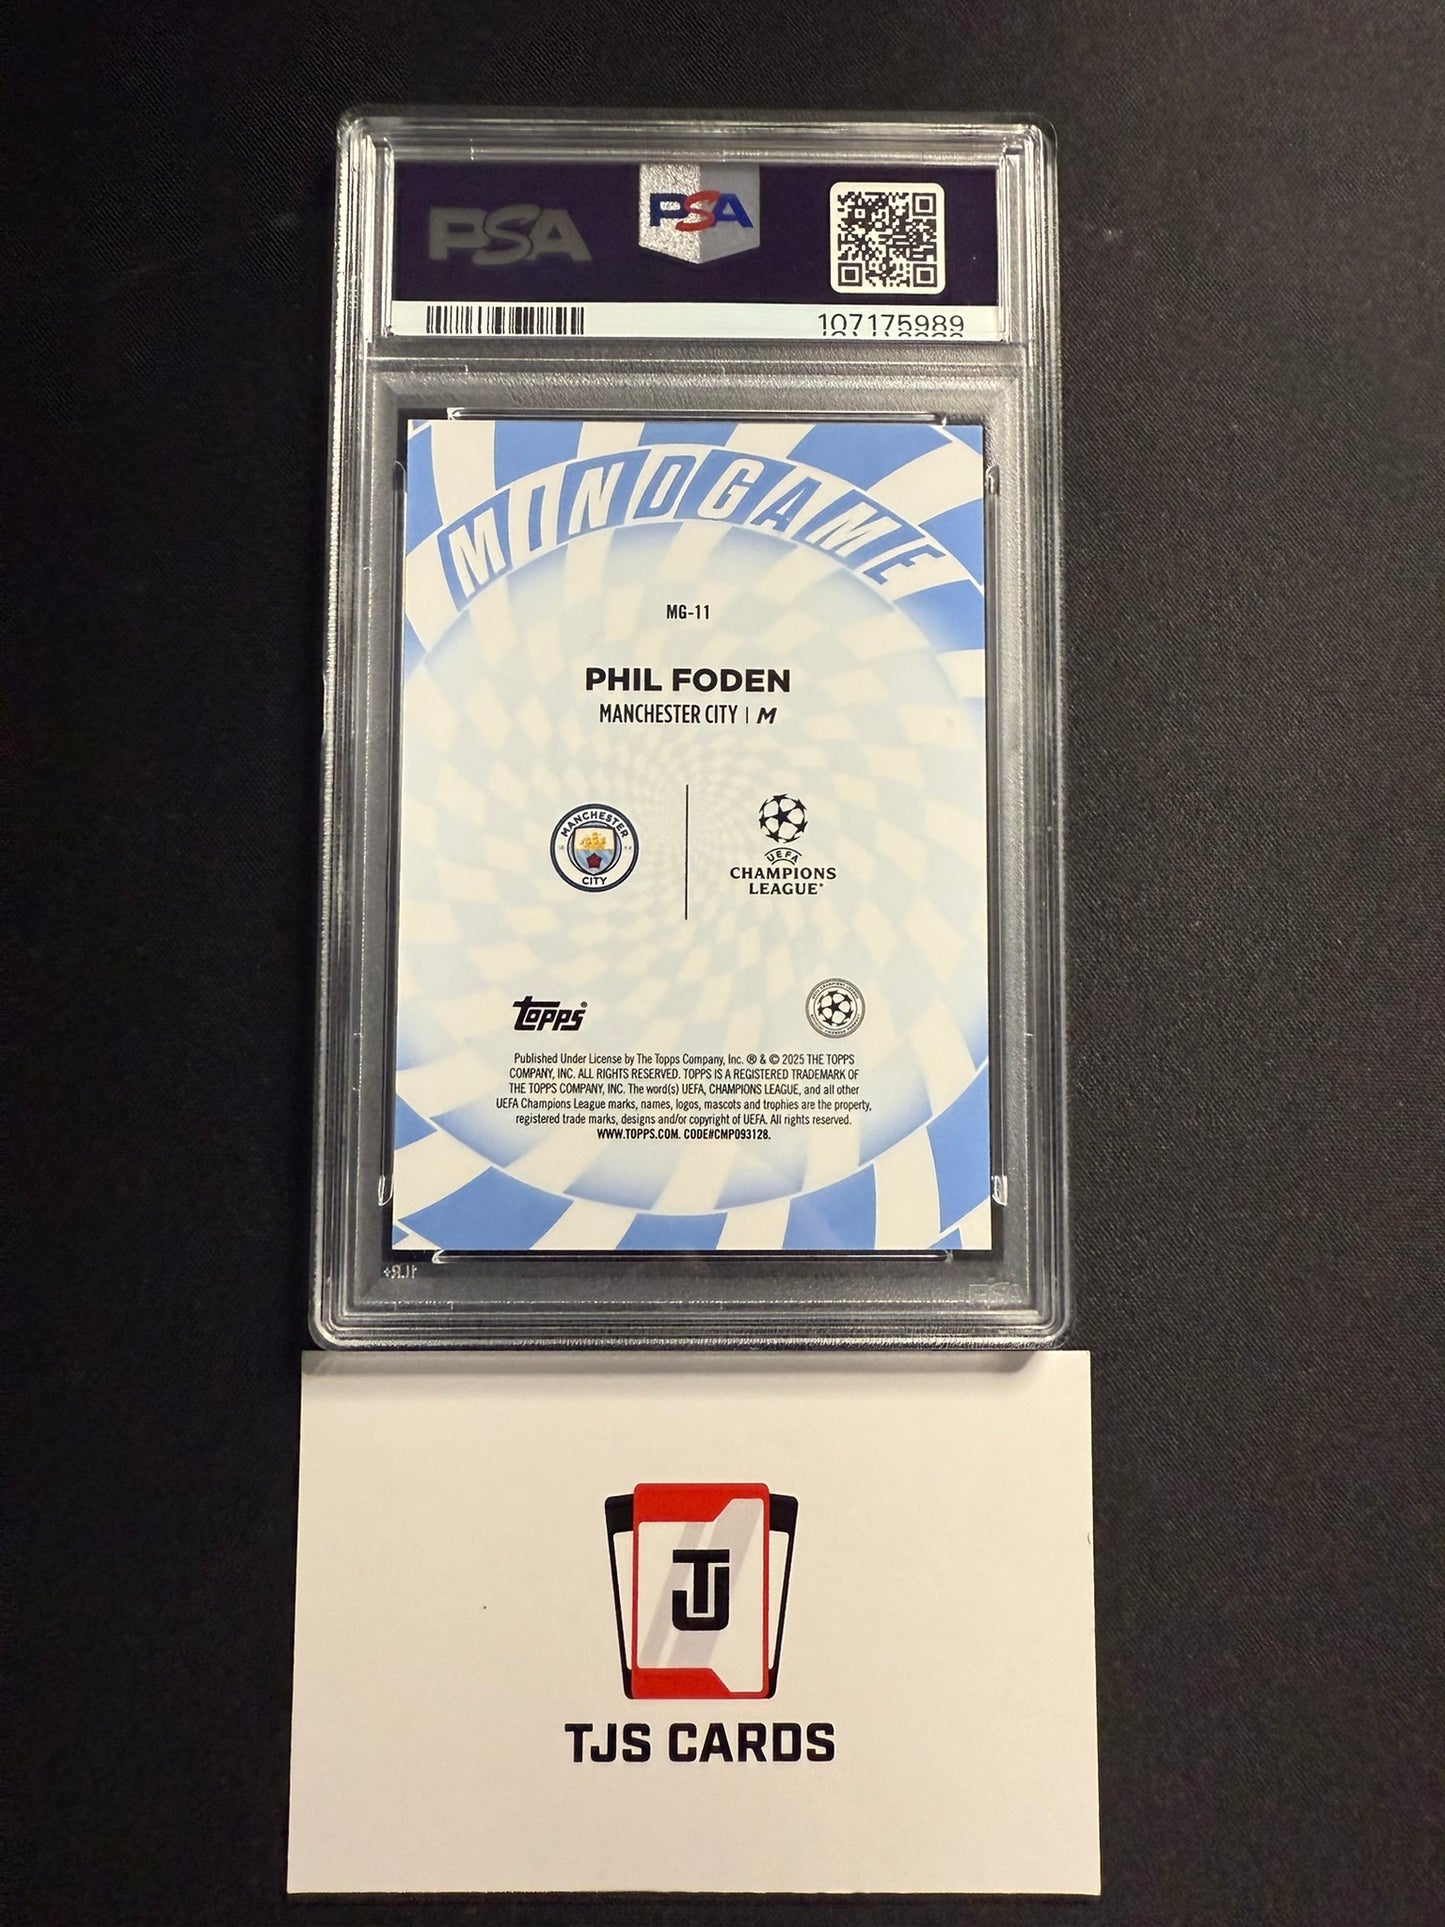 PSA
PSA
107175989
MINDGAME
MG-11
PHIL FODEN
MANCHESTER CITY | M
MANCHESTER
CITY
UEFA
CHAMPIONS
LEAGUE
Topps®
Published Under License by The Topps Company, Inc. ® & © 2025 THE TOPPS
COMPANY, INC. ALL RIGHTS RESERVED. TOPPS IS A REGISTERED TRADEMARK OF
THE TOPPS COMPANY, INC. The word(s) UEFA, CHAMPIONS LEAGUE, and all other
UEFA Champions League marks, names, logos, mascots and trophies are the property,
registered trade marks, designs and/or copyright of UEFA. All rights reserved.
WWW.TOPPS.COM. CODE#CMP093128.
TJ
TJS CARDS